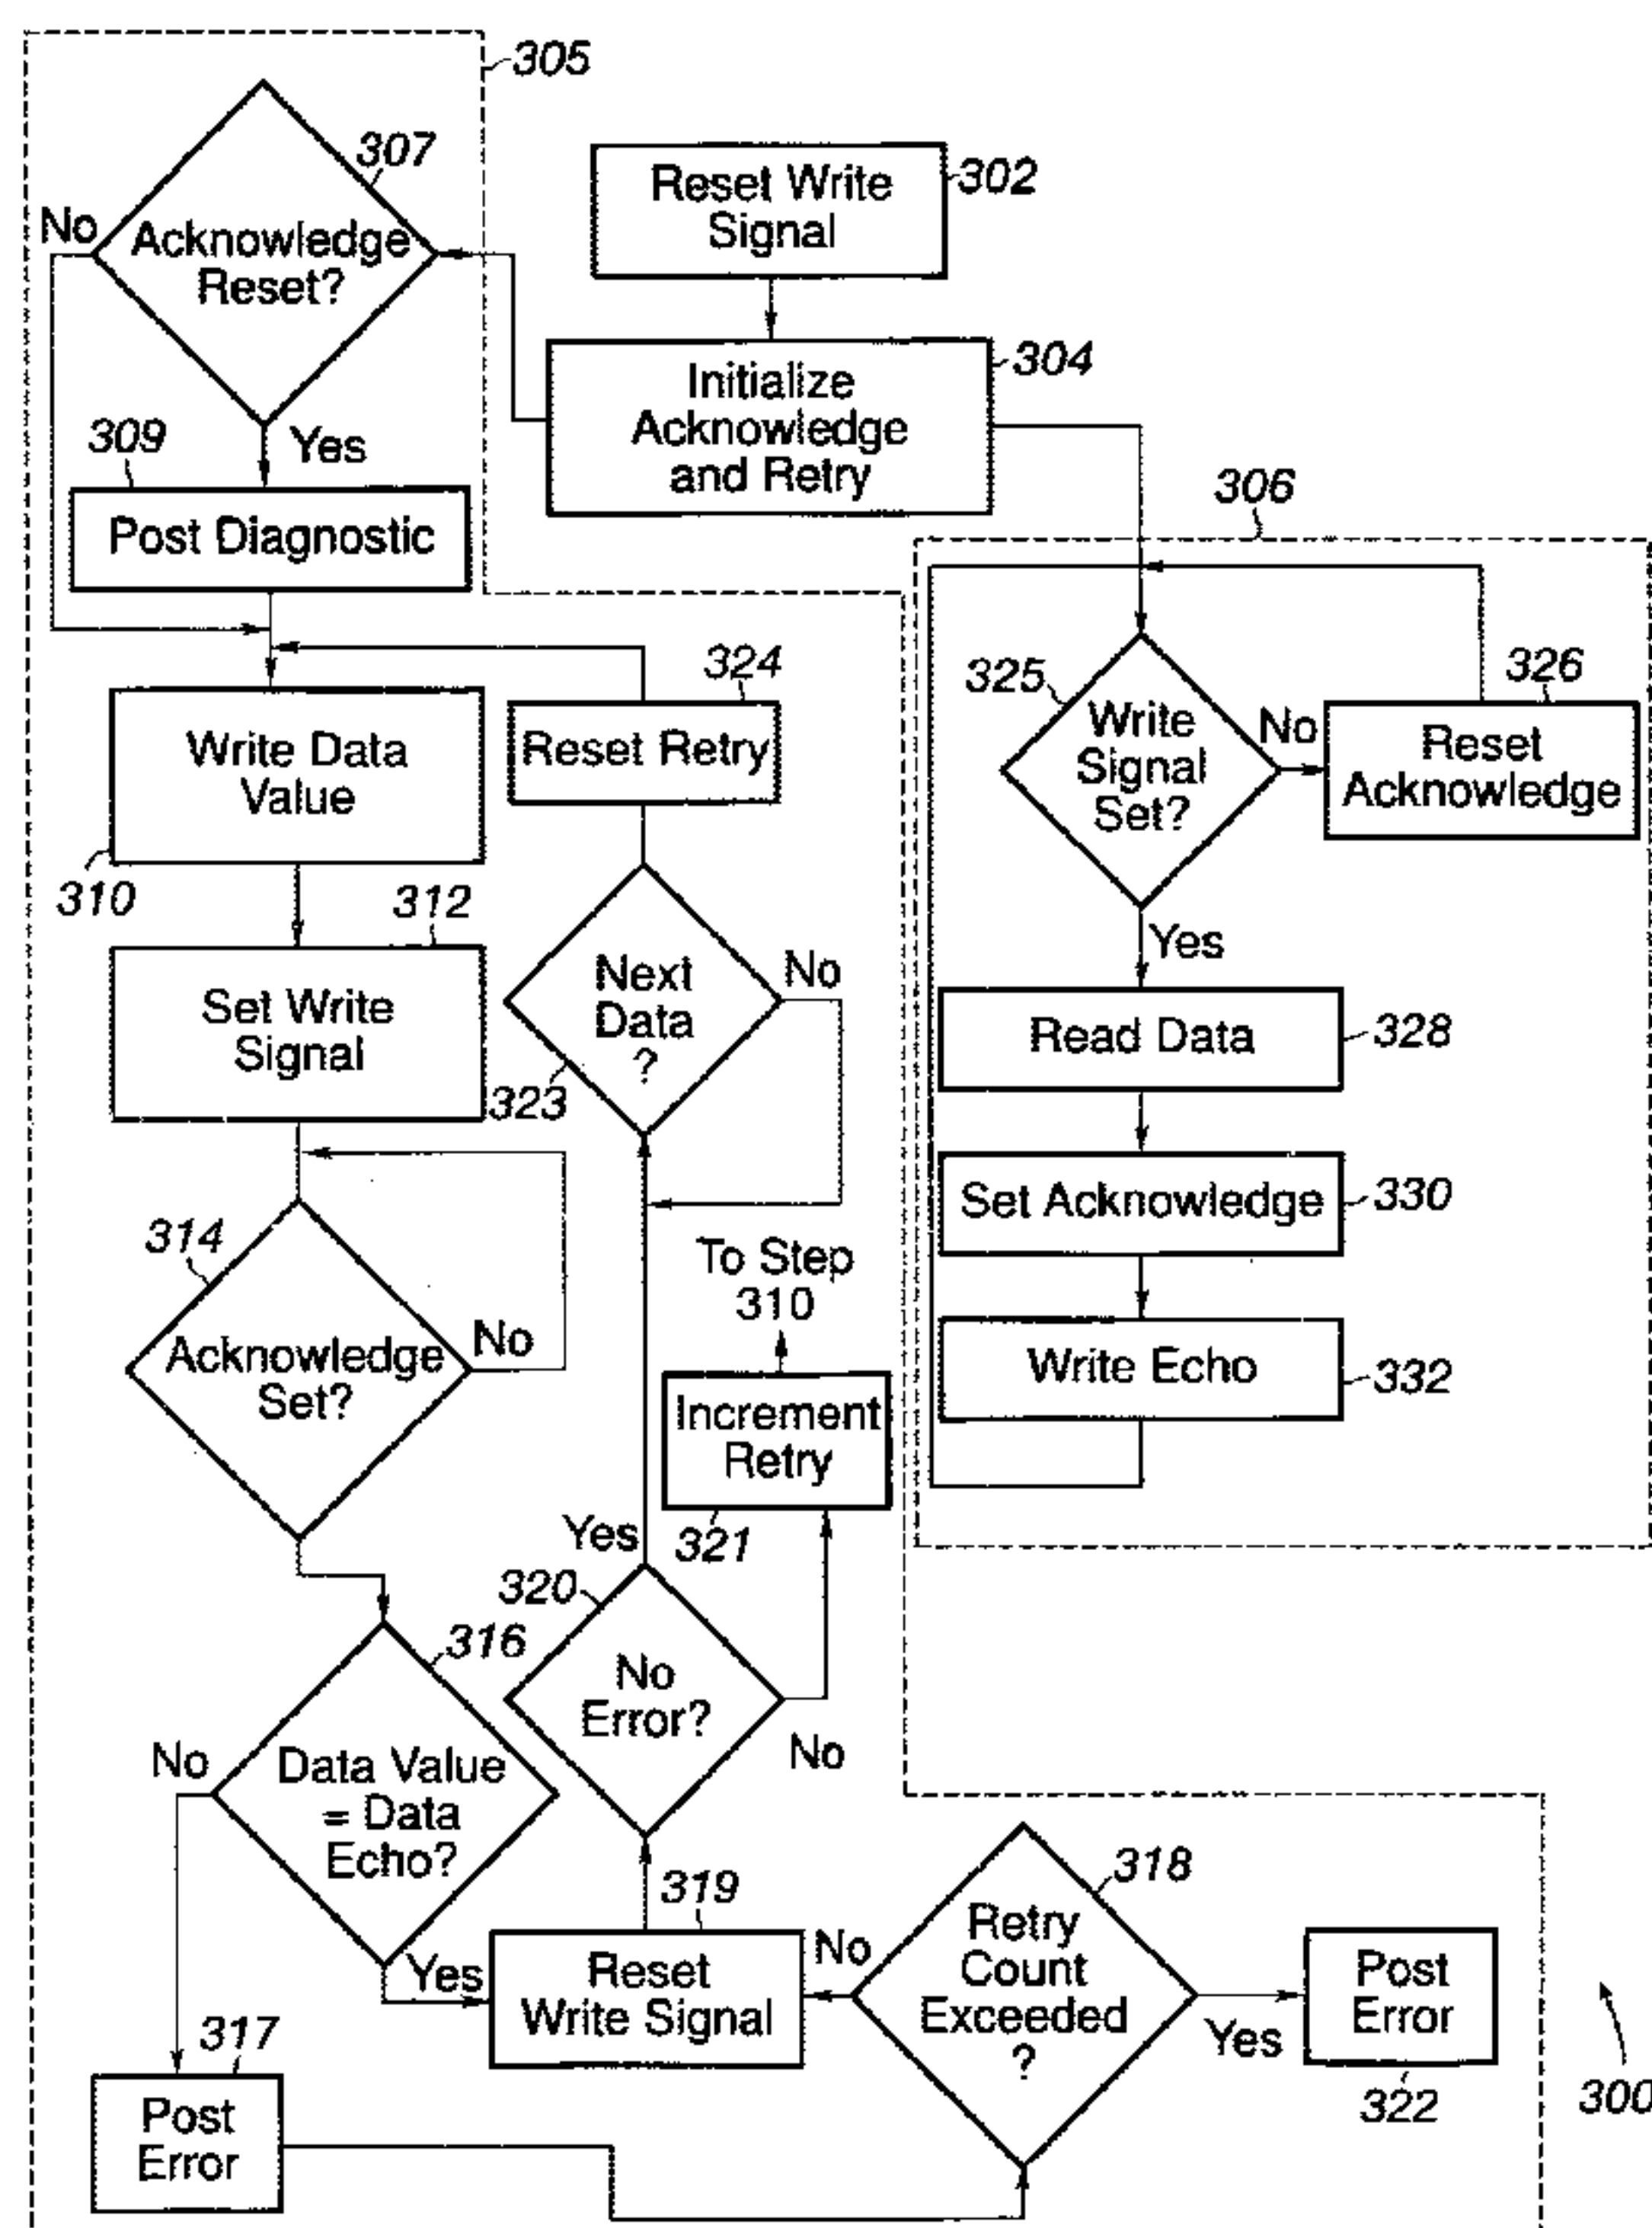 305
307
No
Acknowledge
Reset?
Yes
309
Post Diagnostic
Reset Write
Signal
302
Initialize
Acknowledge
and Retry
304
306
310
Write Data
Value
324
Reset Retry
312
Set Write
Signal
Next
Data
?
No
323
314
Acknowledge
Set?
No
To Step
310
Increment
Retry
321
Yes
320
No
Error?
No
316
No
Data Value
= Data
Echo?
Yes
319
Reset
Write Signal
317
Post
Error
318
Retry
Count
Exceeded
?
No
Yes
Post
Error
322
300
325
Write
Signal
Set?
No
326
Reset
Acknowledge
Yes
Read Data
328
Set Acknowledge
330
Write Echo
332